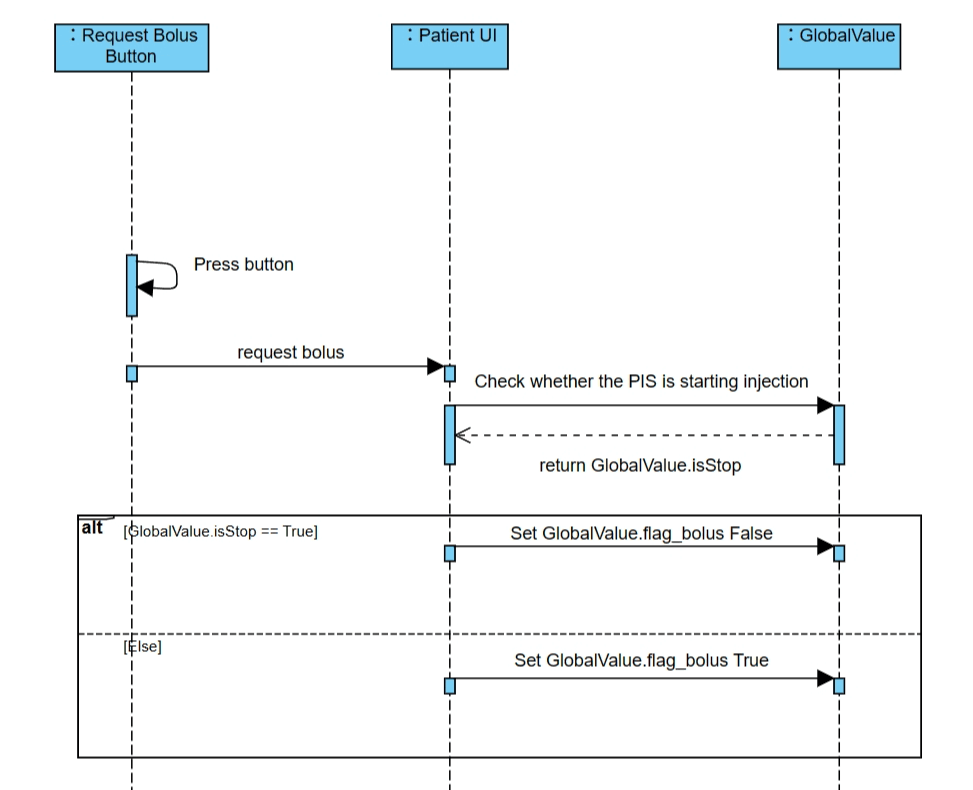 : Request Bolus
Button
: Patient UI
: GlobalValue
Press button
request bolus
Check whether the PIS is starting injection
return GlobalValue.isStop
alt
[GlobalValue.isStop == True]
Set GlobalValue.flag_bolus False
[Else]
Set GlobalValue.flag_bolus True